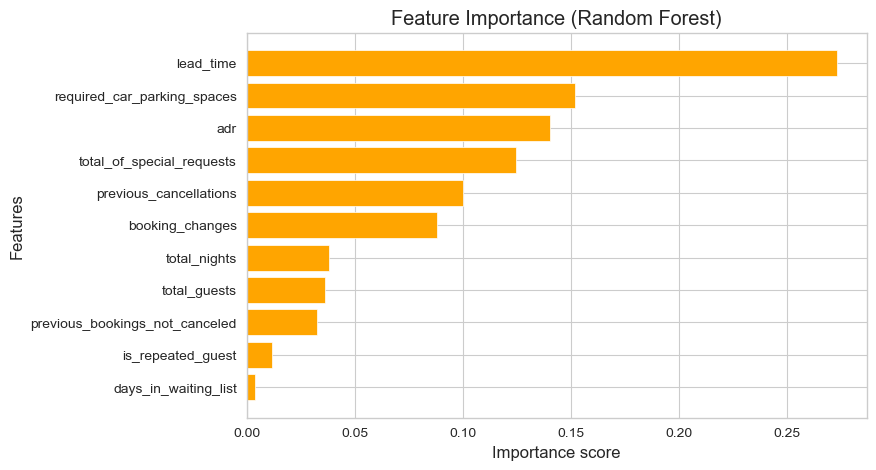 Feature Importance (Random Forest)
Features
lead_time
required_car_parking_spaces
adr
total_of_special_requests
previous_cancellations
booking_changes
total_nights
total_guests
previous_bookings_not_canceled
is_repeated_guest
days_in_waiting_list
0.00 0.05 0.10 0.15 0.20 0.25
Importance score